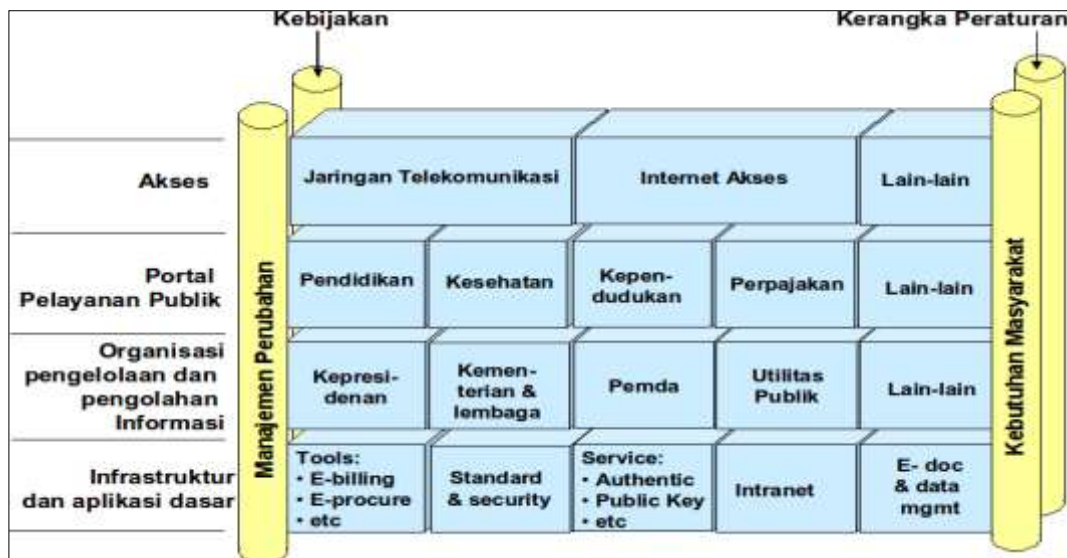 Kebijakan
Kerangka Peraturan
Manajemen Perubahan
Kebutuhan Masyarakat
Akses
Jaringan Telekomunikasi
Internet Akses
Lain-lain
Portal
Pelayanan Publik
Pendidikan
Kesehatan
Kepen-
dudukan
Perpajakan
Lain-lain
Organisasi
pengelolaan dan
pengolahan
Informasi
Kepresi-
denan
Kemen-
terian &
lembaga
Pemda
Utilitas
Publik
Lain-lain
Infrastruktur
dan aplikasi dasar
Tools:
• E-billing
• E-procure
• etc
Standard
& security
Service:
• Authentic
• Public Key
• etc
Intranet
E- doc
& data
mgmt